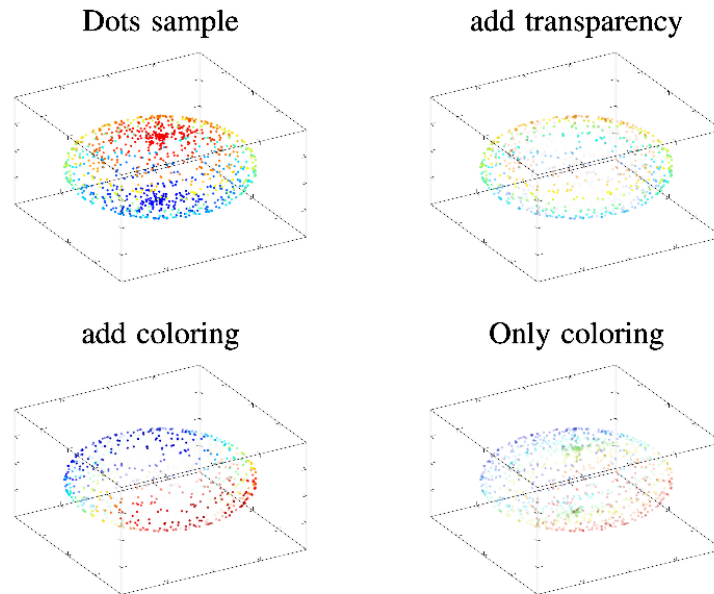 Dots sample
add transparency
add coloring
Only coloring